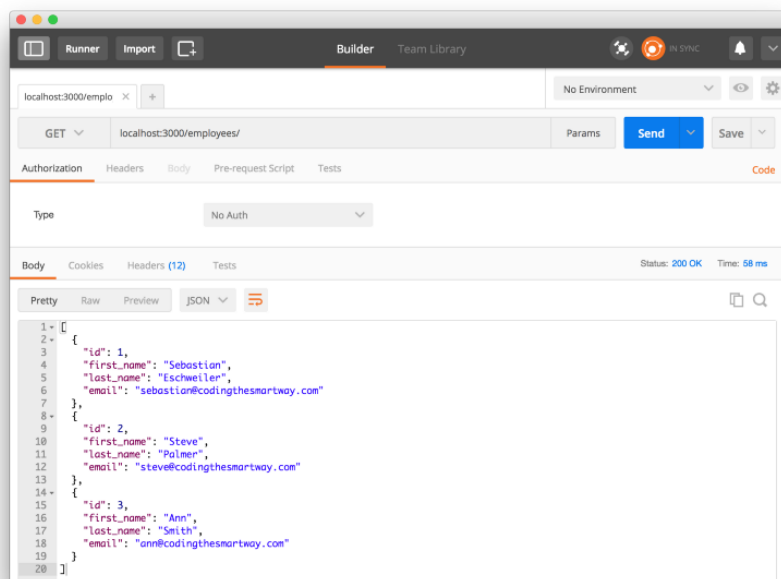 Runner Import Builder Team Library IN SYNC
localhost:3000/emplo × + No Environment
GET localhost:3000/employees/ Params Send Save
Authorization Headers Body Pre-request Script Tests Code
Type No Auth
Body Cookies Headers (12) Tests Status: 200 OK Time: 58 ms
Pretty Raw Preview JSON
1 [
2 {
3 "id": 1,
4 "first_name": "Sebastian",
5 "last_name": "Eschweiler",
6 "email": "sebastian@codingthesmartway.com"
7 },
8 {
9 "id": 2,
10 "first_name": "Steve",
11 "last_name": "Palmer",
12 "email": "steve@codingthesmartway.com"
13 },
14 {
15 "id": 3,
16 "first_name": "Ann",
17 "last_name": "Smith",
18 "email": "ann@codingthesmartway.com"
19 }
20 ]